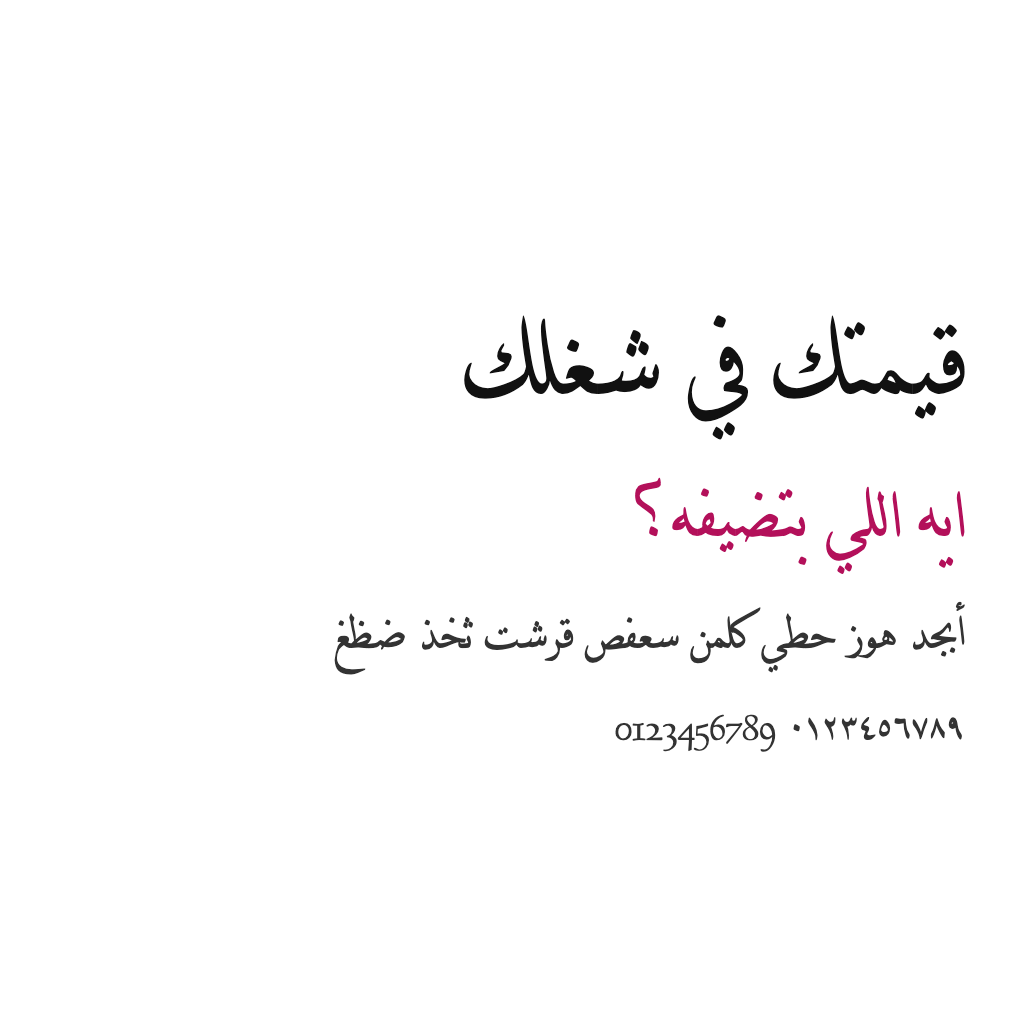 قيمتك في شغلك
ايه اللي بتضيفه؟
أبجد هوز حطي كلمن سعفص قرشت ثخذ ضظغ
٠١٢٣٤٥٦٧٨٩ 0123456789